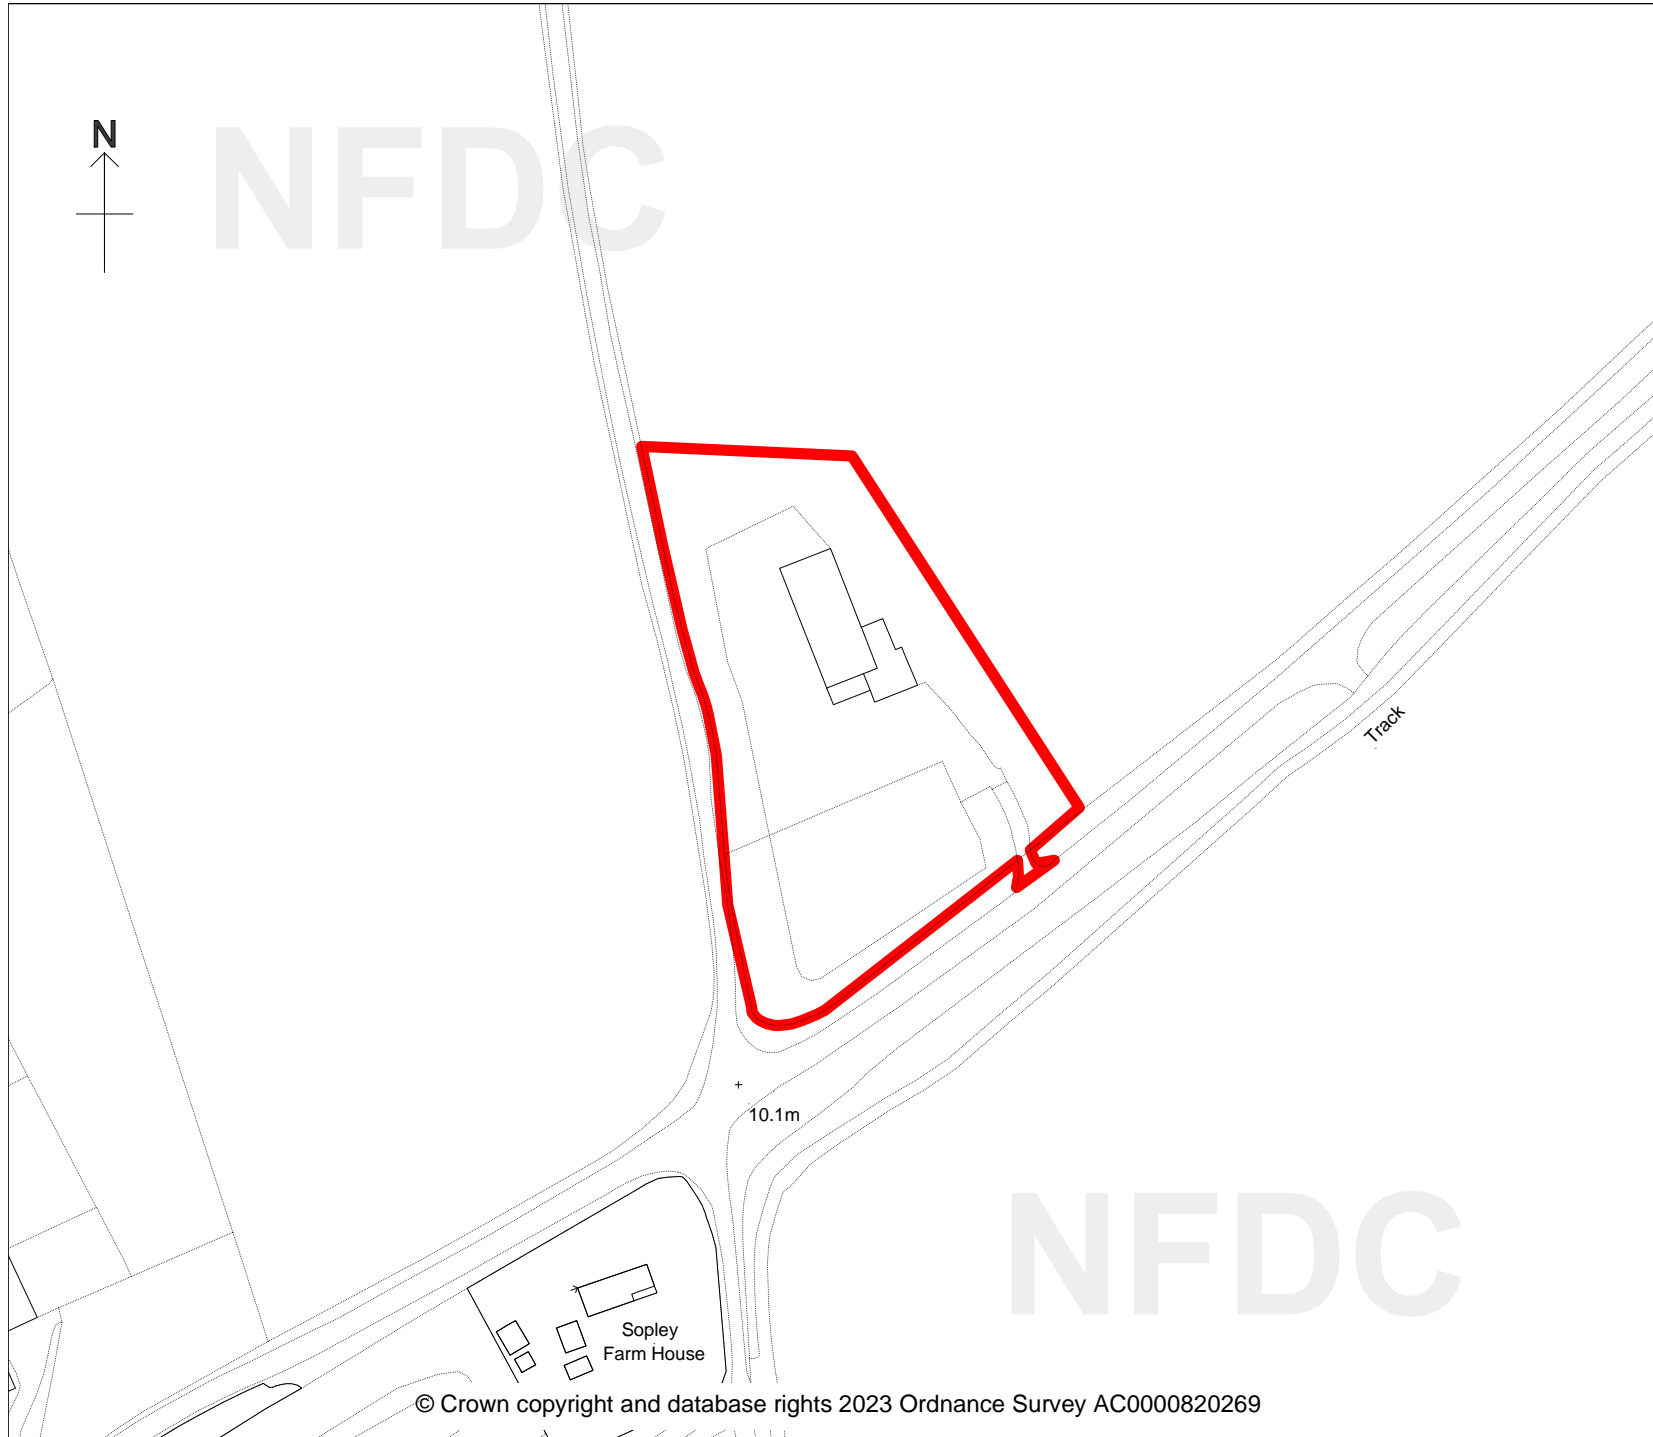 N
NFDC
Track
10.1m
NFDC
Sopley
Farm House
© Crown copyright and database rights 2023 Ordnance Survey AC0000820269